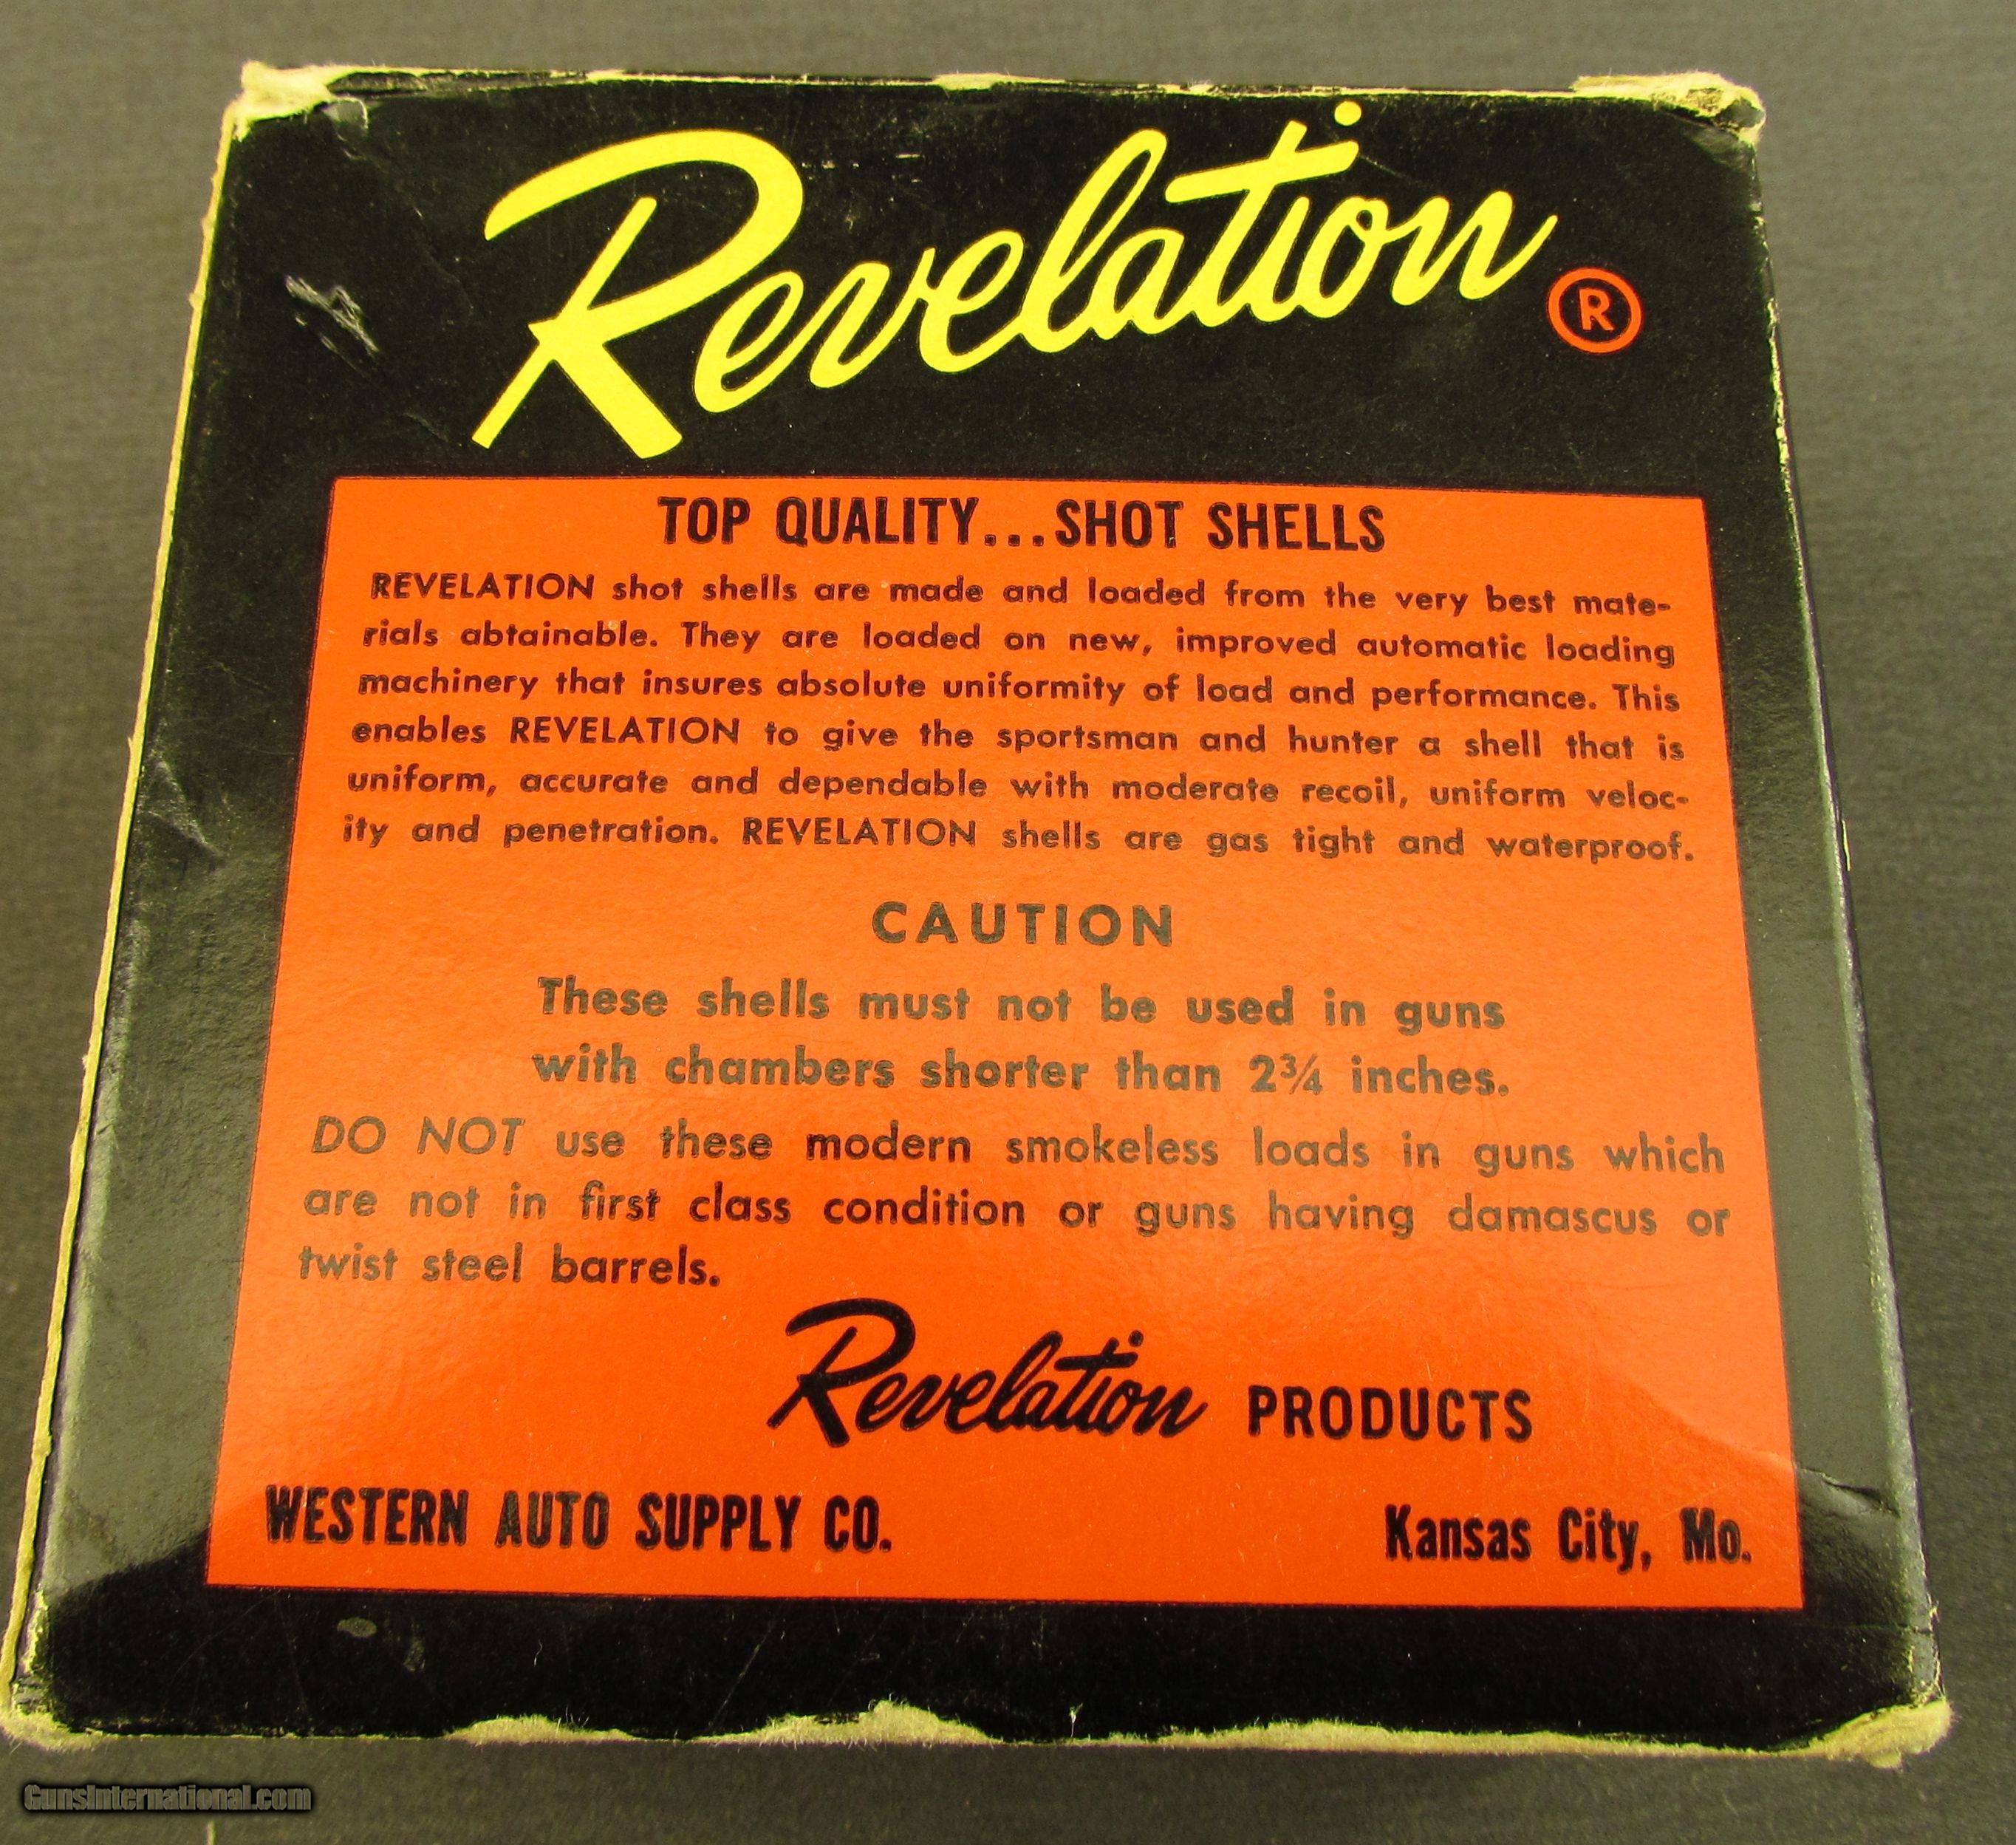 Revelation ®
TOP QUALITY...SHOT SHELLS
REVELATION shot shells are made and loaded from the very best mate-
rials abtainable. They are loaded on new, improved automatic loading
machinery that insures absolute uniformity of load and performance. This
enables REVELATION to give the sportsman and hunter a shell that is
uniform, accurate and dependable with moderate recoil, uniform veloc-
ity and penetration. REVELATION shells are gas tight and waterproof.
CAUTION
These shells must not be used in guns
with chambers shorter than 2¾ inches.
DO NOT use these modern smokeless loads in guns which
are not in first class condition or guns having damascus or
twist steel barrels.
Revelation PRODUCTS
WESTERN AUTO SUPPLY CO. Kansas City, Mo.
GunsInternational.com